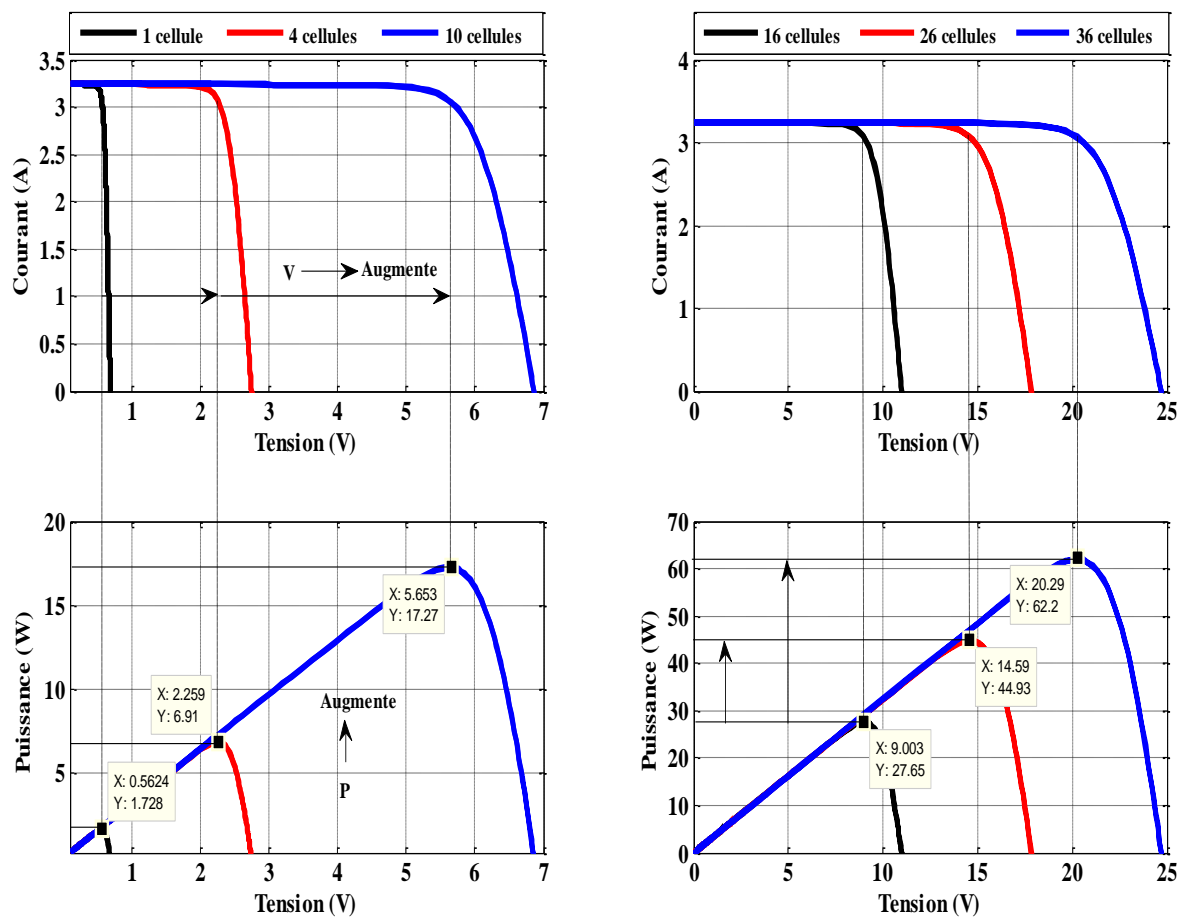 1 cellule 4 cellules 10 cellules
3.5
3
2.5
2
1.5
1
0.5
0
Courant (A)
V Augmente
1 2 3 4 5 6 7
Tension (V)
16 cellules 26 cellules 36 cellules
4
3
2
1
0
Courant (A)
0 5 10 15 20 25
Tension (V)
20
15
10
5
Puissance (W)
X: 5.653
Y: 17.27
X: 2.259
Y: 6.91
Augmente
P
X: 0.5624
Y: 1.728
1 2 3 4 5 6 7
Tension (V)
70
60
50
40
30
20
10
0
Puissance (W)
X: 20.29
Y: 62.2
X: 14.59
Y: 44.93
X: 9.003
Y: 27.65
0 5 10 15 20 25
Tension (V)